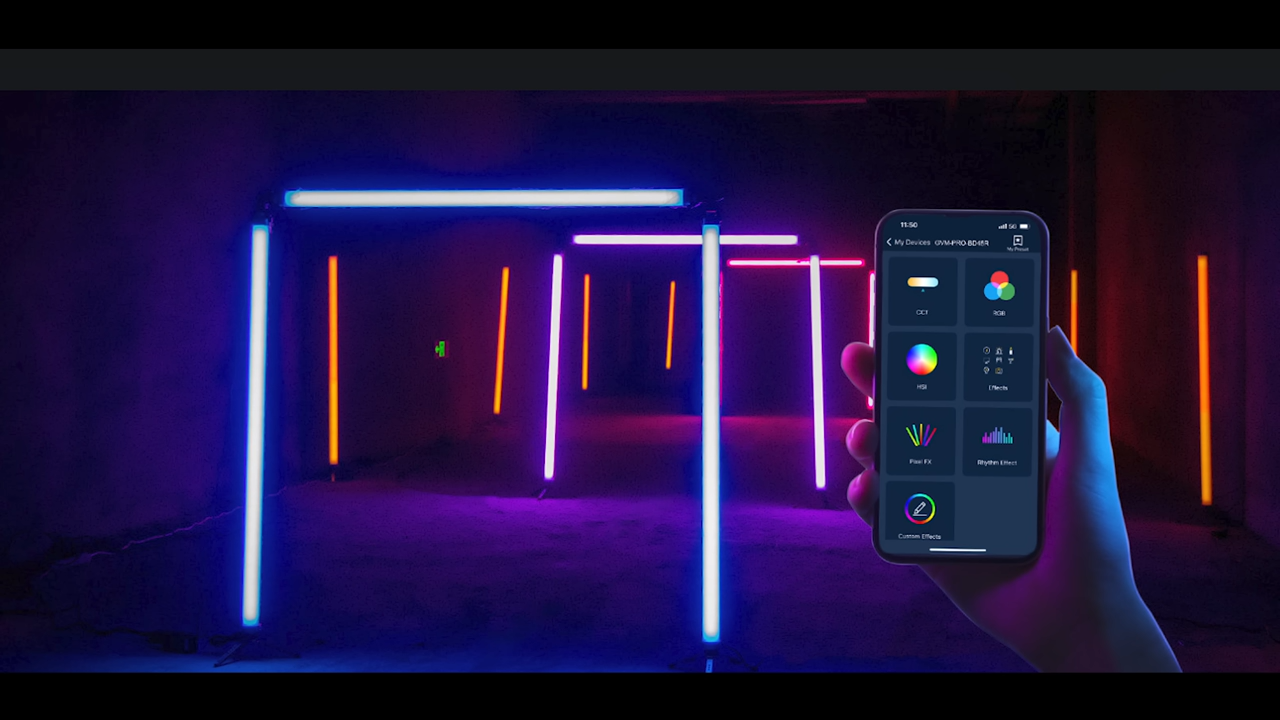 11:50
5G
My Devices GVM-PRO-BD48R
My Preset
CCT
RGB
HSI
Effects
Pixel FX
Rhythm Effect
Custom Effects